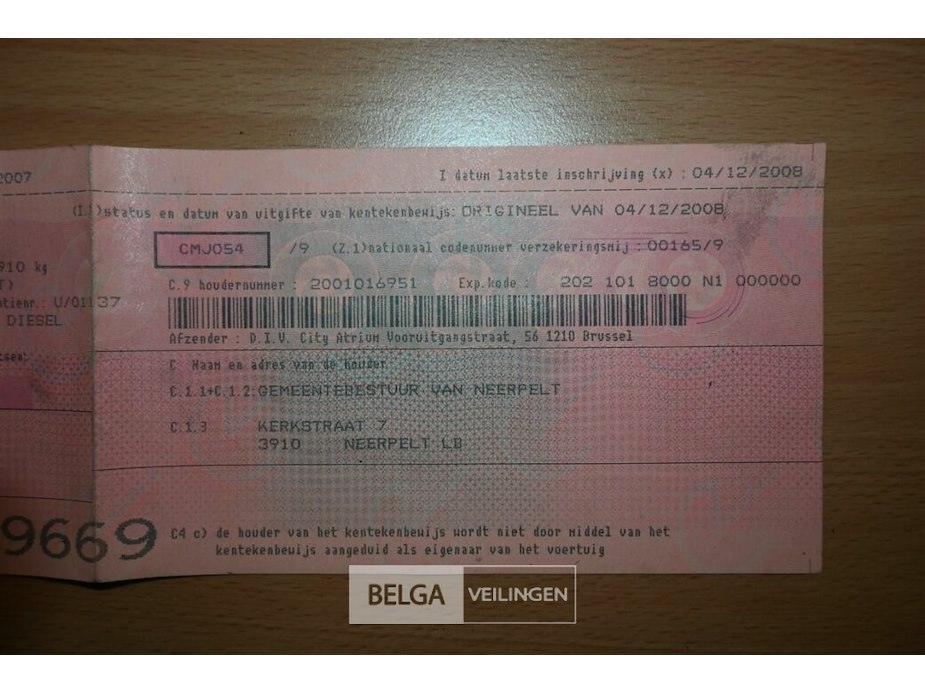 2007
I datum laatste inschrijving (x) : 04/12/2008
(I.)status en datum van uitgifte van kentekenbewijs: ORIGINEEL VAN 04/12/2008
CMJ054 /9 (Z.1)nationaal codenummer verzekeringsmij : 00165/9
910 kg
C.9 houdernummer : 2001016951 Exp.kode : 202 101 8000 N1 000000
tienr.: U/01137
DIESEL
Afzender : D.I.V. City Atrium Vooruitgangstraat, 56 1210 Brussel
C Naam en adres van de houder
C.1.1+C.1.2: GEMEENTEBESTUUR VAN NEERPELT
C.1.3 KERKSTRAAT 7
3910 NEERPELT LB
9669
C4 c) de houder van het kentekenbewijs wordt niet door middel van het
kentekenbewijs aangeduid als eigenaar van het voertuig
BELGA VEILINGEN